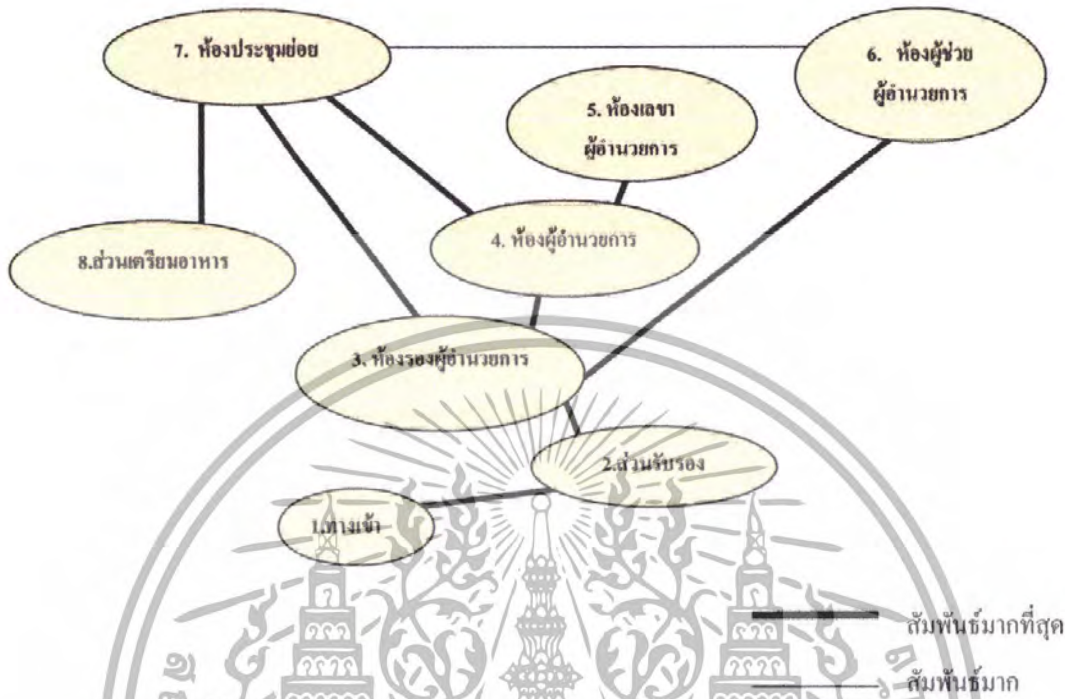 7. ห้องประชุมย่อย
6. ห้องผู้ช่วย
ผู้อำนวยการ
5. ห้องเลขา
ผู้อำนวยการ
4. ห้องผู้อำนวยการ
8.ส่วนเตรียมอาหาร
3. ห้องรองผู้อำนวยการ
2.ส่วนรับรอง
1.ทางเข้า
สัมพันธ์มากที่สุด
สัมพันธ์มาก